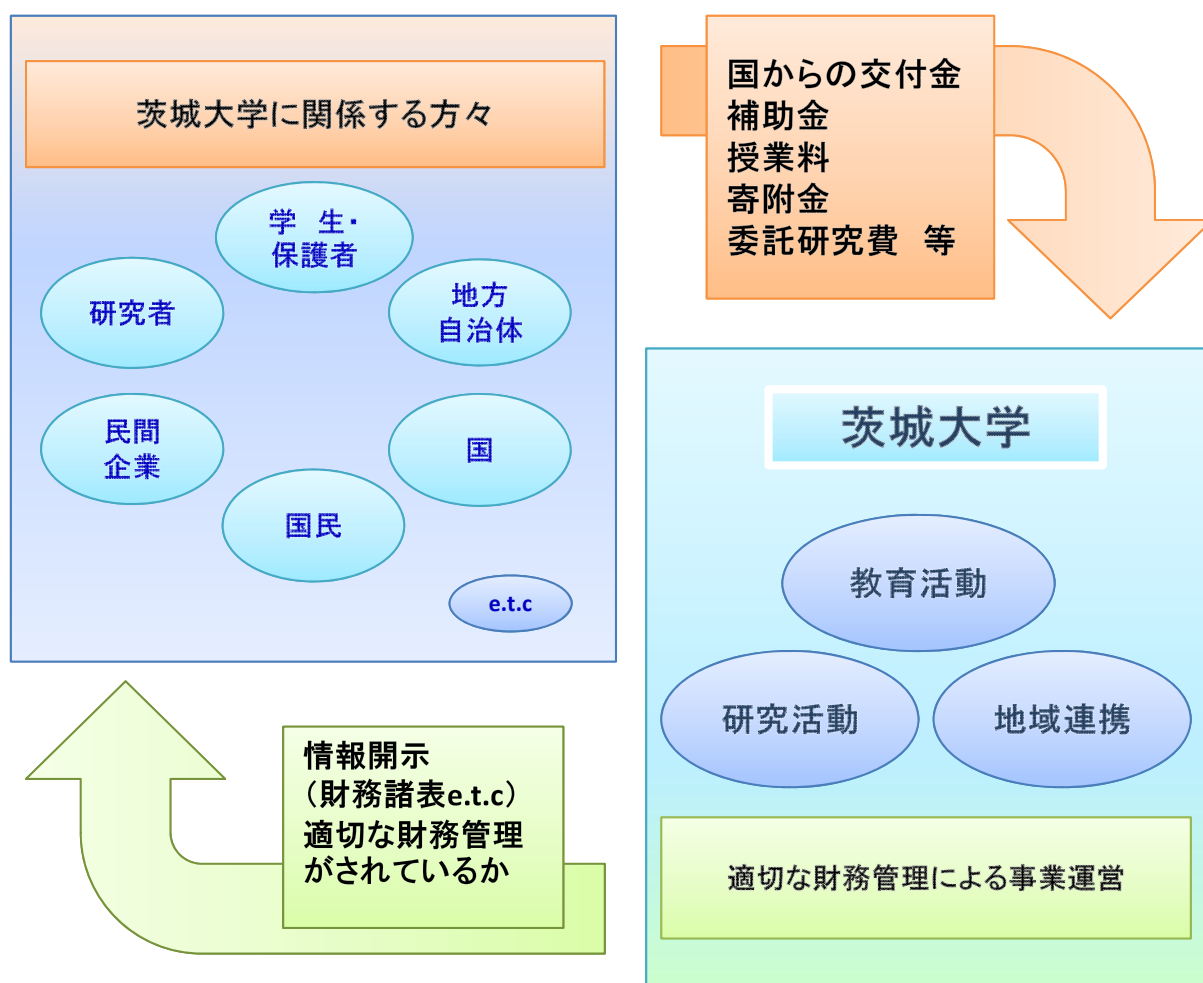 茨城大学に関係する方々
学　生・
保護者
研究者
地方
自治体
民間
企業
国
国民
e.t.c
国からの交付金
補助金
授業料
寄附金
委託研究費　等
茨城大学
教育活動
研究活動
地域連携
適切な財務管理による事業運営
情報開示
（財務諸表e.t.c）
適切な財務管理
がされているか